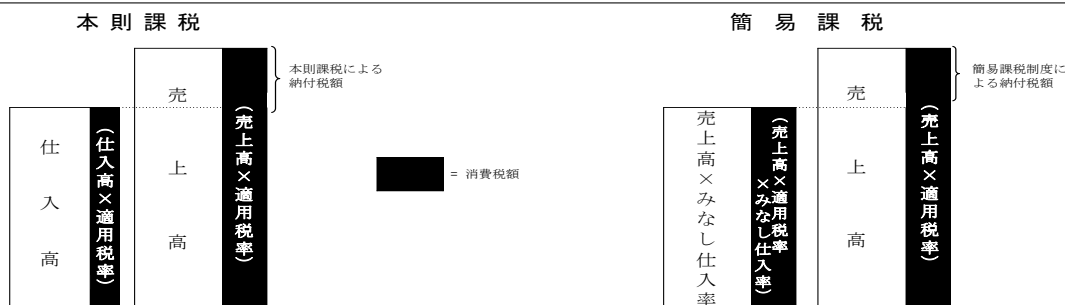 本則課税
仕入高
(仕入高×適用税率)
売上高
(売上高×適用税率)
本則課税による
納付税額
= 消費税額
簡易課税
売上高×みなし仕入率
(売上高×適用税率
×みなし仕入率)
売上高
(売上高×適用税率)
簡易課税制度に
よる納付税額